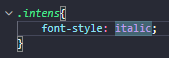 .intens{
    font-style: italic;
}